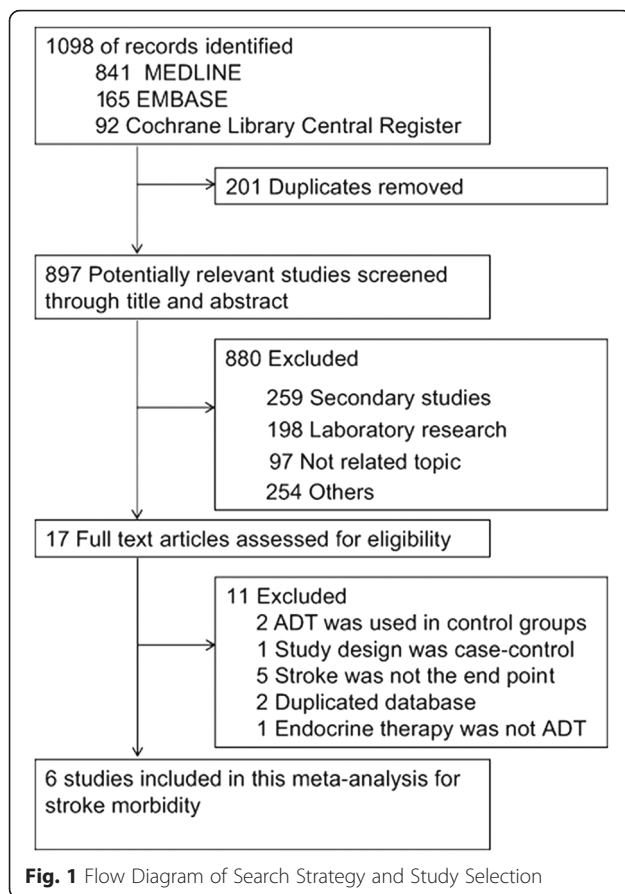 1098 of records identified
841 MEDLINE
165 EMBASE
92 Cochrane Library Central Register
201 Duplicates removed
897 Potentially relevant studies screened
through title and abstract
880 Excluded
259 Secondary studies
198 Laboratory research
97 Not related topic
254 Others
17 Full text articles assessed for eligibility
11 Excluded
2 ADT was used in control groups
1 Study design was case-control
5 Stroke was not the end point
2 Duplicated database
1 Endocrine therapy was not ADT
6 studies included in this meta-analysis for
stroke morbidity
Fig. 1 Flow Diagram of Search Strategy and Study Selection